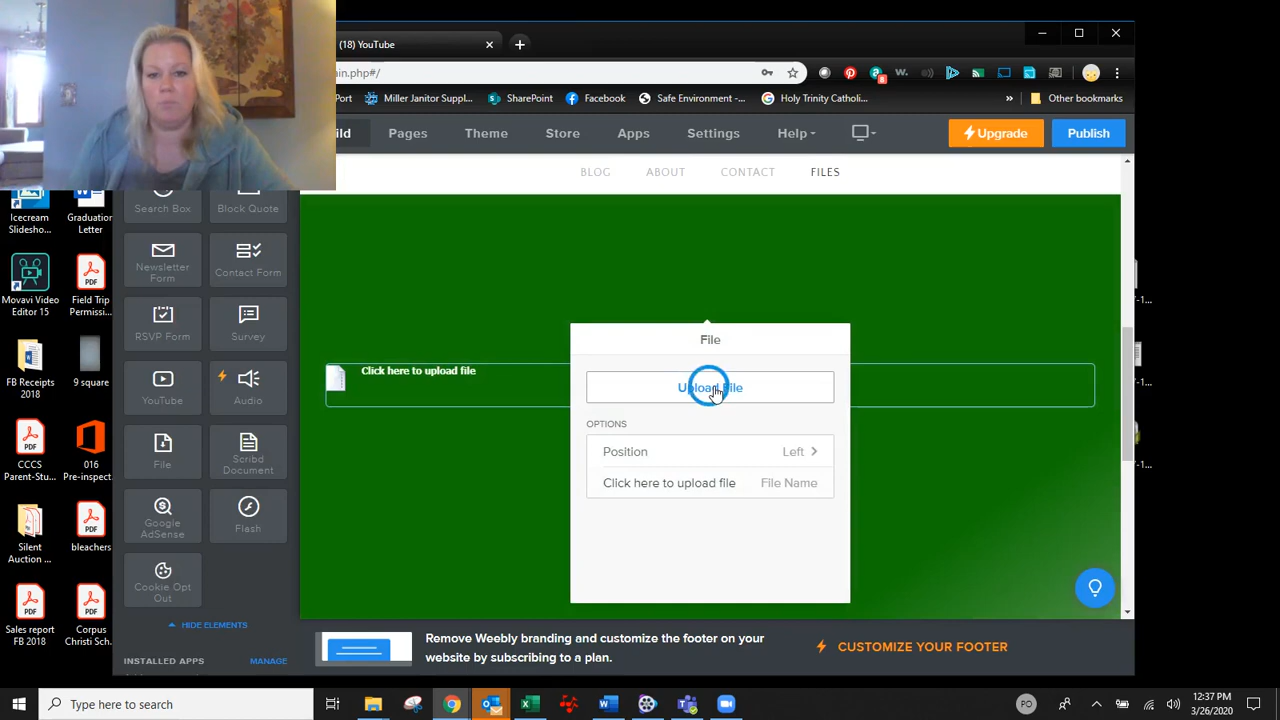 (18) YouTube
ain.php#/
Port
Miller Janitor Suppl...
SharePoint
Facebook
Safe Environment -...
Holy Trinity Catholi...
»
Other bookmarks
ild
Pages
Theme
Store
Apps
Settings
Help
Upgrade
Publish
BLOG
ABOUT
CONTACT
FILES
Search Box
Block Quote
Newsletter
Form
Contact Form
RSVP Form
Survey
YouTube
Audio
File
Scribd
Document
Google
AdSense
Flash
Cookie Opt
Out
HIDE ELEMENTS
INSTALLED APPS
MANAGE
Click here to upload file
File
Upload File
OPTIONS
Position
Left
Click here to upload file
File Name
Remove Weebly branding and customize the footer on your
website by subscribing to a plan.
CUSTOMIZE YOUR FOOTER
Icecream
Slidesho...
Graduation
Letter
Movavi Video
Editor 15
Field Trip
Permissi...
FB Receipts
2018
9 square
CCCS
Parent-Stu...
016
Pre-inspect...
Silent
Auction ...
bleachers
Sales report
FB 2018
Corpus
Christi Sch...
-1...
-1...
Type here to search
PO
12:37 PM
3/26/2020